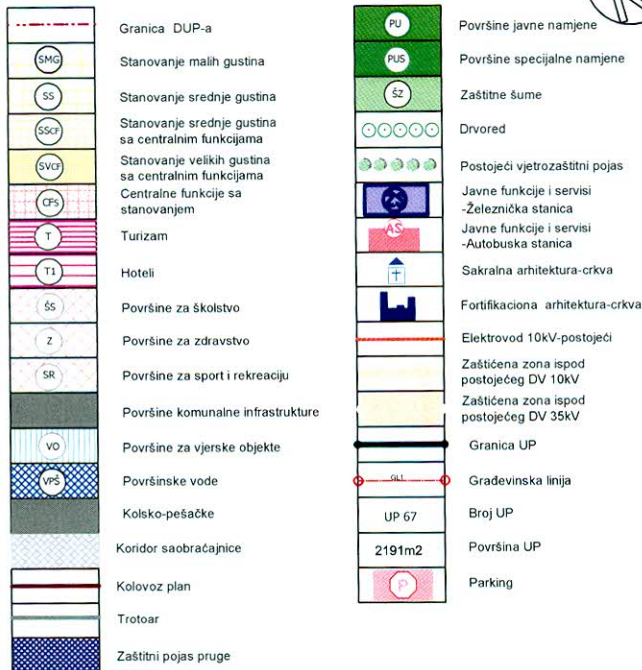 Granica DUP-a
SMG
Stanovanje malih gustina
SS
Stanovanje srednje gustina
SSCF
Stanovanje srednje gustina
sa centralnim funkcijama
SVCF
Stanovanje velikih gustina
sa centralnim funkcijama
CFS
Centralne funkcije sa
stanovanjem
T
Turizam
T1
Hoteli
ŠS
Površine za školstvo
Z
Površine za zdravstvo
SR
Površine za sport i rekreaciju
Površine komunalne infrastrukture
VO
Površine za vjerske objekte
VPŠ
Površinske vode
Kolsko-pešačke
Koridor saobraćajnice
Kolovoz plan
Trotoar
Zaštitni pojas pruge
PU
Površine javne namjene
PUS
Površine specijalne namjene
ŠZ
Zaštitne šume
Drvored
Postojeći vjetrozaštitni pojas
Javne funkcije i servisi
-Železnička stanica
AS
Javne funkcije i servisi
-Autobuska stanica
Sakralna arhitektura-crkva
Fortifikaciona arhitektura-crkva
Elektrovod 10kV-postojeći
Zaštićena zona ispod
postojećeg DV 10kV
Zaštićena zona ispod
postojećeg DV 35kV
Granica UP
GL1
Građevinska linija
UP 67
Broj UP
2191m2
Površina UP
P
Parking